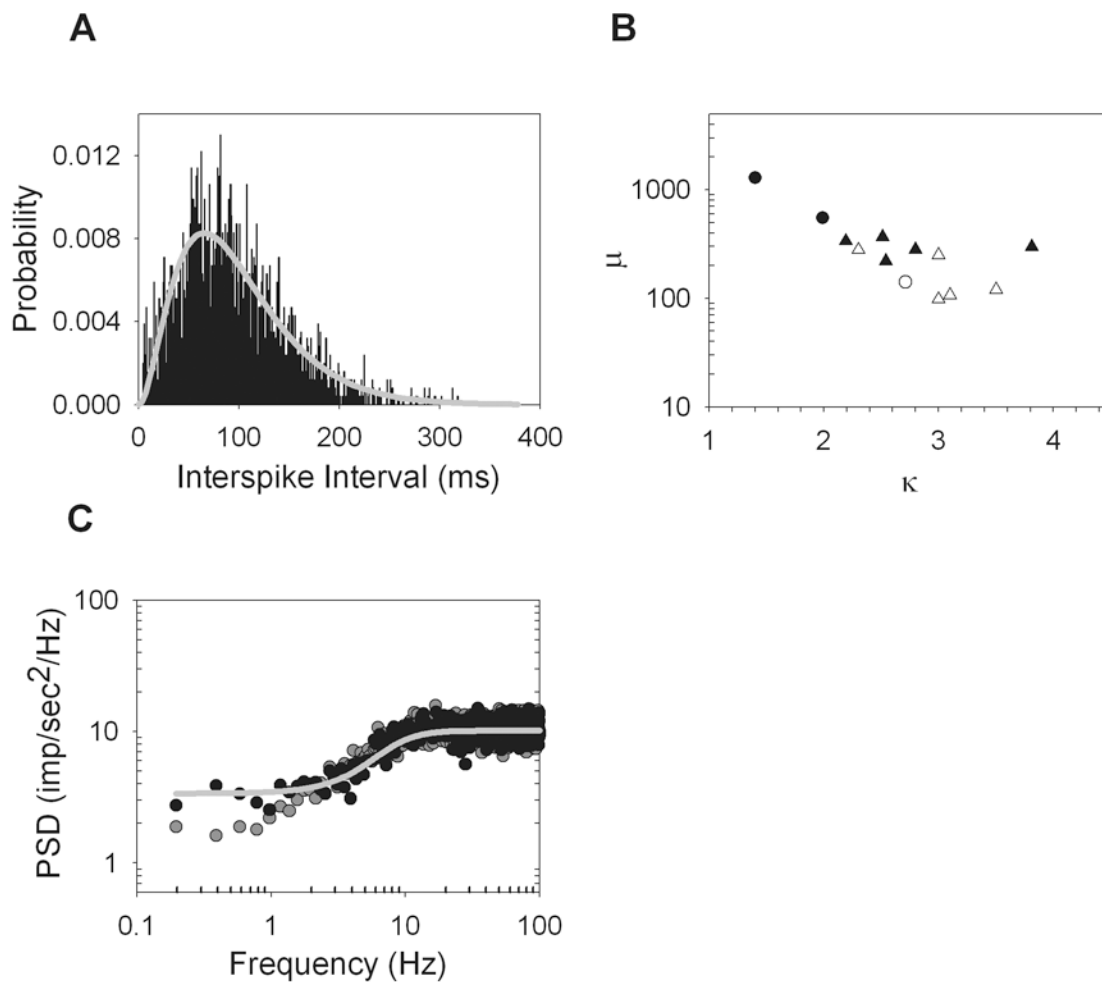 A
Probability
0.012
0.008
0.004
0.000
0 100 200 300 400
Interspike Interval (ms)
B
μ
1000
100
10
1 2 3 4
κ
C
PSD (imp/sec²/Hz)
100
10
1
0.1 1 10 100
Frequency (Hz)